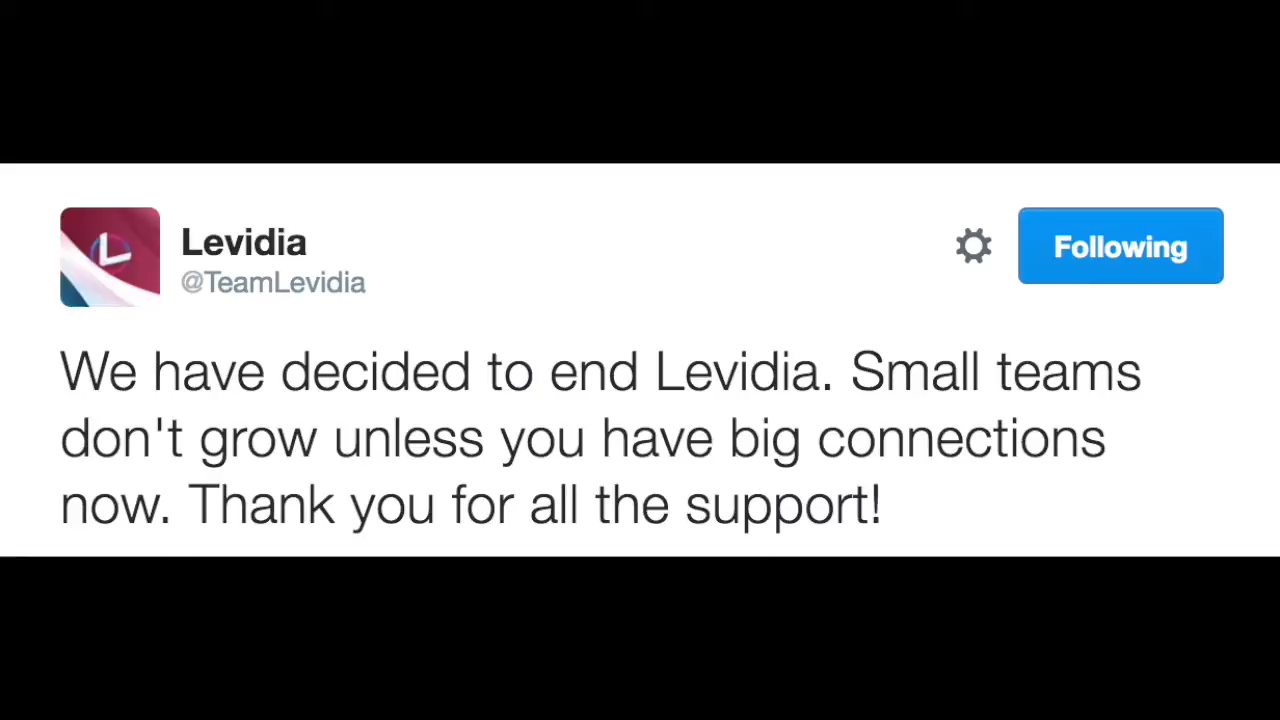 Levidia
@TeamLevidia
Following
We have decided to end Levidia. Small teams
don't grow unless you have big connections
now. Thank you for all the support!